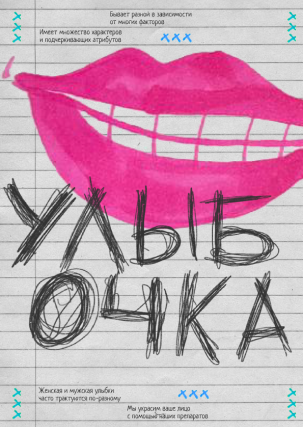 Бывает разной в зависимости
от многих факторов
Имеет множество характеров
и подчеркивающих атрибутов
УЛЫБ
ОЧКА
Женская и мужская улыбки
часто трактуются по-разному
Мы украсим ваше лицо
с помощью наших препаратов